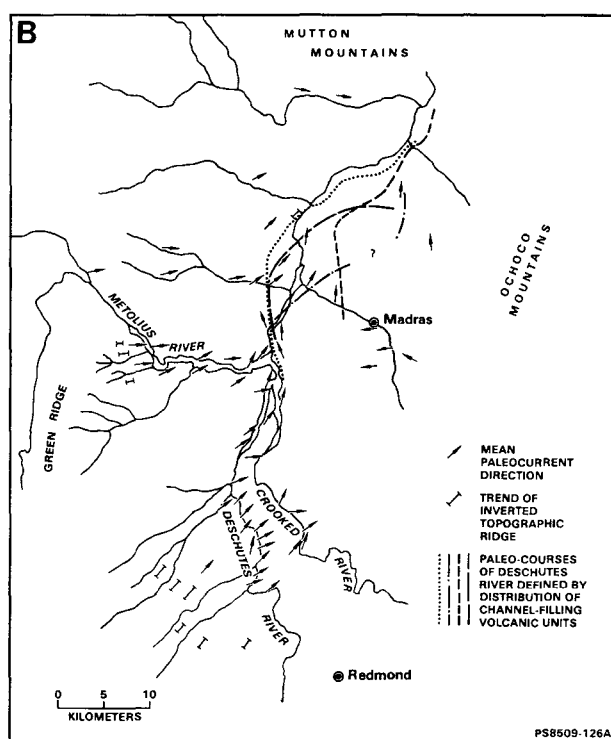 B
MUTTON
MOUNTAINS
OCHOCO
MOUNTAINS
?
Madras
METOLIUS
RIVER
GREEN RIDGE
CROOKED
RIVER
DESCHUTES
RIVER
Redmond
MEAN
PALEOCURRENT
DIRECTION
TREND OF
INVERTED
TOPOGRAPHIC
RIDGE
PALEO-COURSES
OF DESCHUTES
RIVER DEFINED BY
DISTRIBUTION OF
CHANNEL-FILLING
VOLCANIC UNITS
0 5 10
KILOMETERS
PS8509-126A